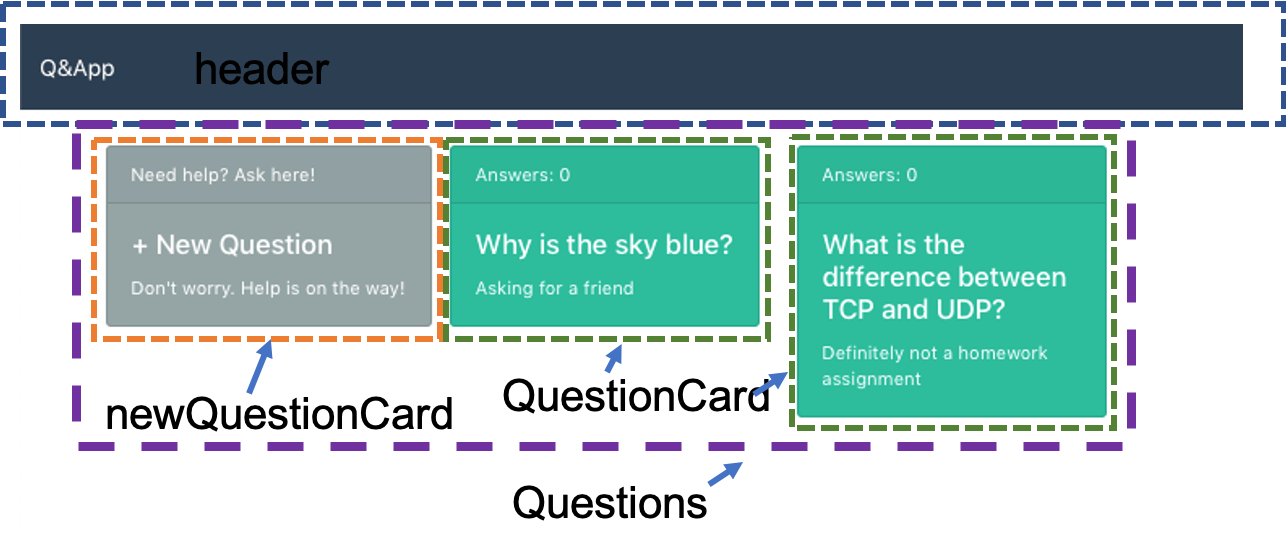 Q&App
header
Need help? Ask here!
+ New Question
Don't worry. Help is on the way!
Answers: 0
Why is the sky blue?
Asking for a friend
Answers: 0
What is the
difference between
TCP and UDP?
Definitely not a homework
assignment
newQuestionCard
QuestionCard
Questions